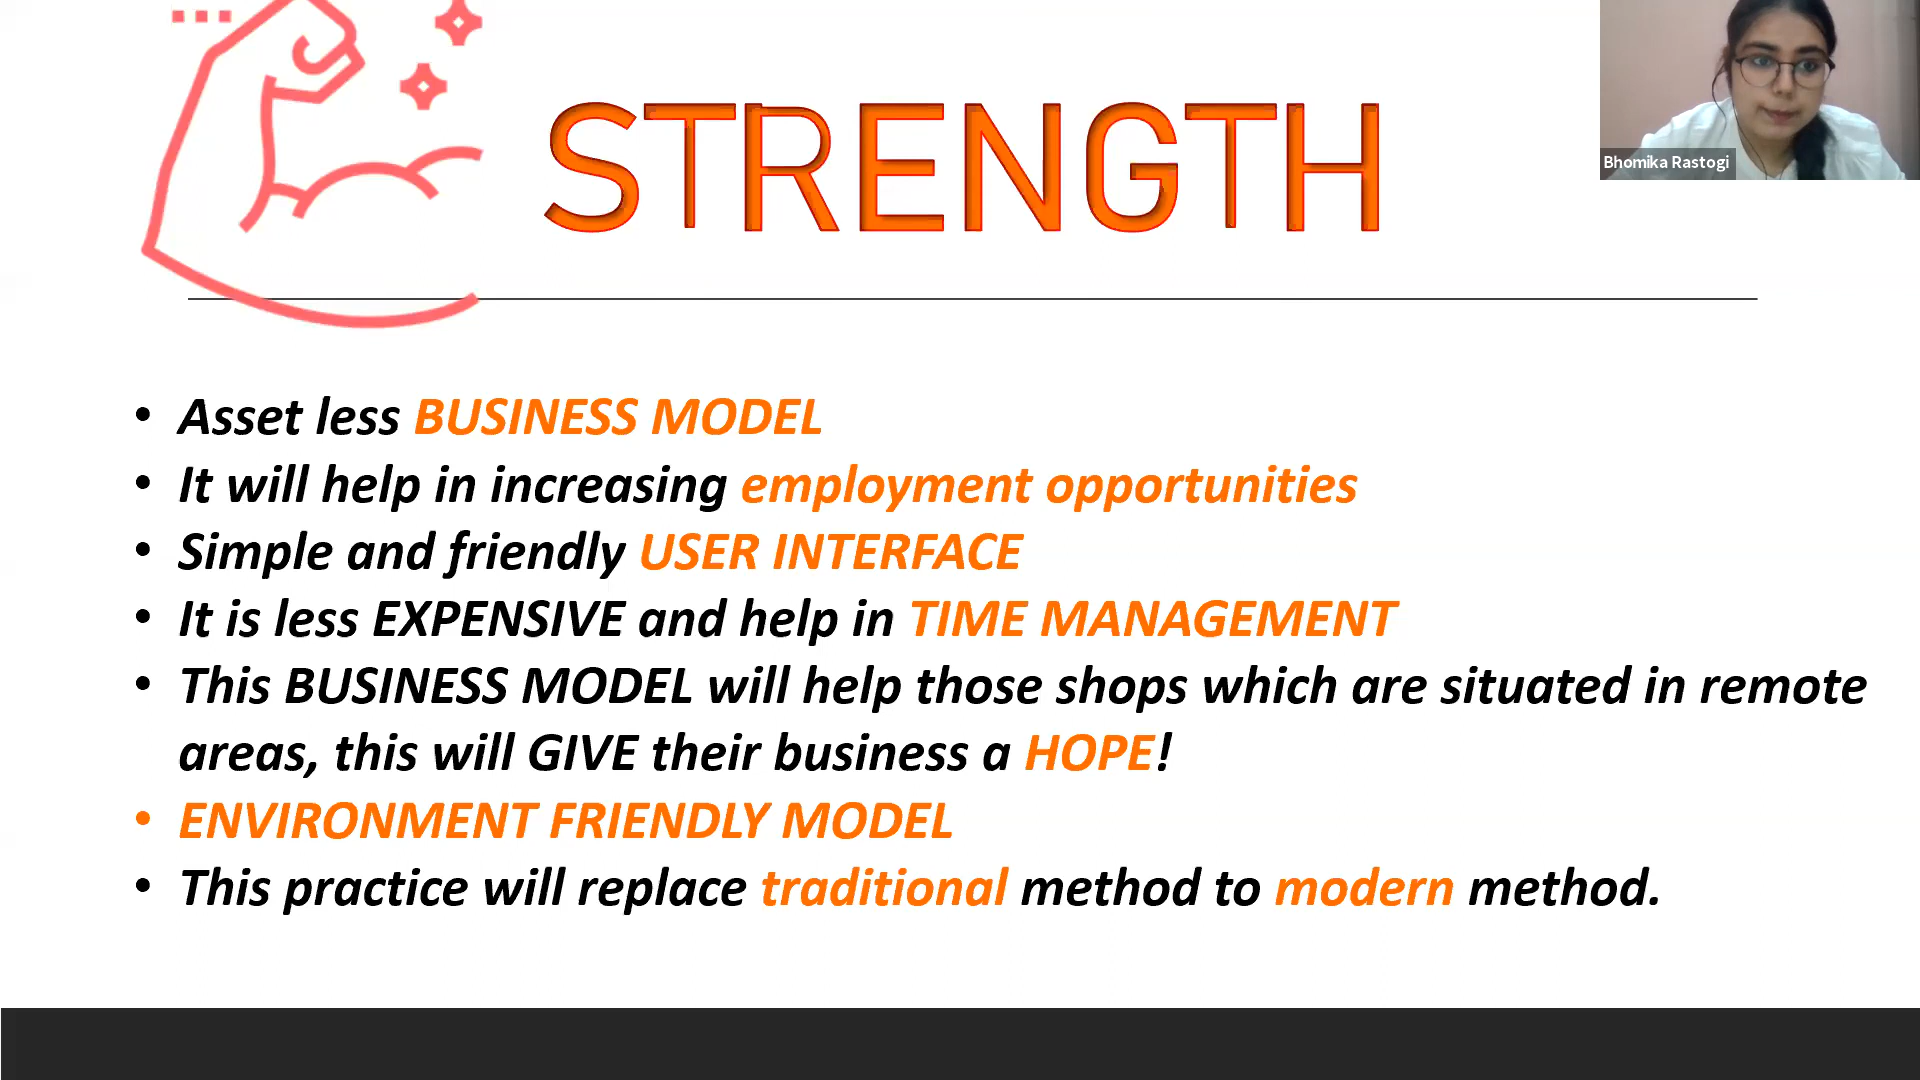 STRENGTH
Bhomika Rastogi
• Asset less BUSINESS MODEL
• It will help in increasing employment opportunities
• Simple and friendly USER INTERFACE
• It is less EXPENSIVE and help in TIME MANAGEMENT
• This BUSINESS MODEL will help those shops which are situated in remote
areas, this will GIVE their business a HOPE!
• ENVIRONMENT FRIENDLY MODEL
• This practice will replace traditional method to modern method.